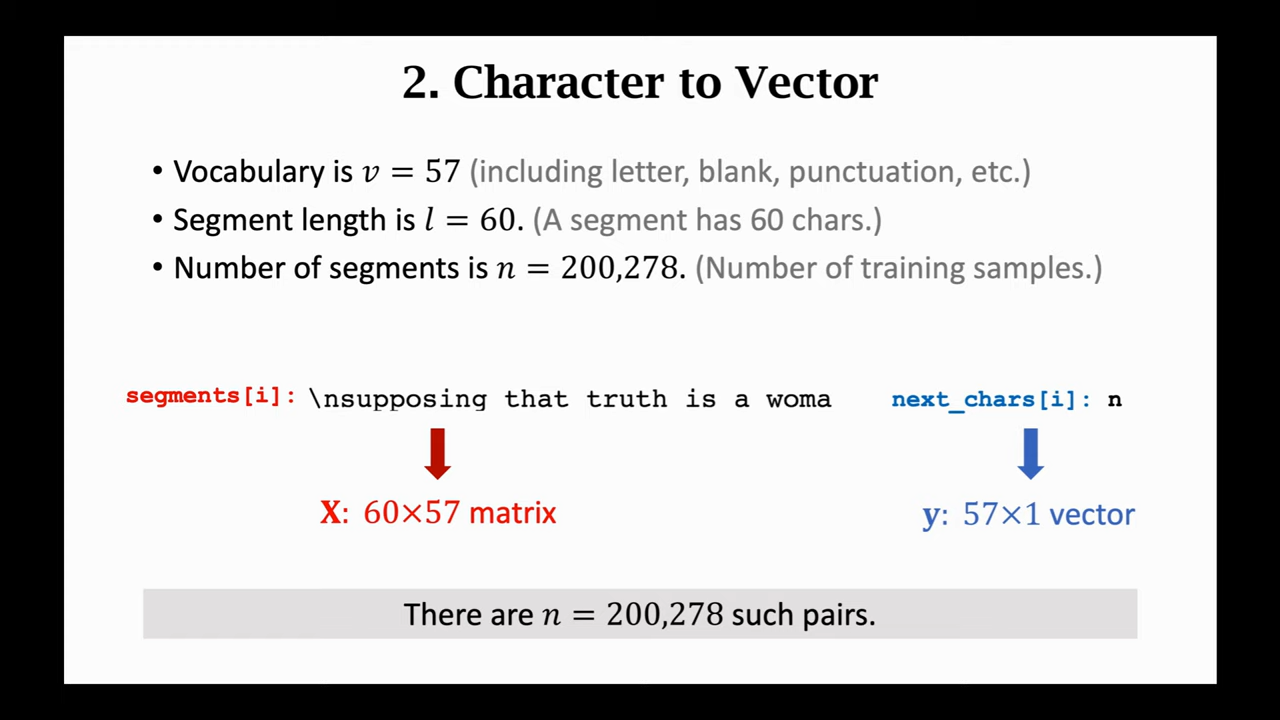 2. Character to Vector
• Vocabulary is v = 57 (including letter, blank, punctuation, etc.)
• Segment length is l = 60. (A segment has 60 chars.)
• Number of segments is n = 200,278. (Number of training samples.)
segments[i]: \nsupposing that truth is a woma next_chars[i]: n
X: 60×57 matrix y: 57×1 vector
There are n = 200,278 such pairs.